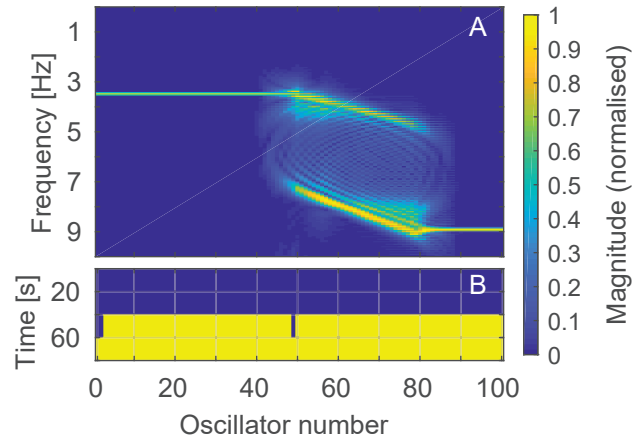 A
1
3
5
7
9
Frequency [Hz]
1
0.9
0.8
0.7
0.6
0.5
0.4
0.3
0.2
0.1
0
Magnitude (normalised)
B
20
60
Time [s]
0 20 40 60 80 100
Oscillator number